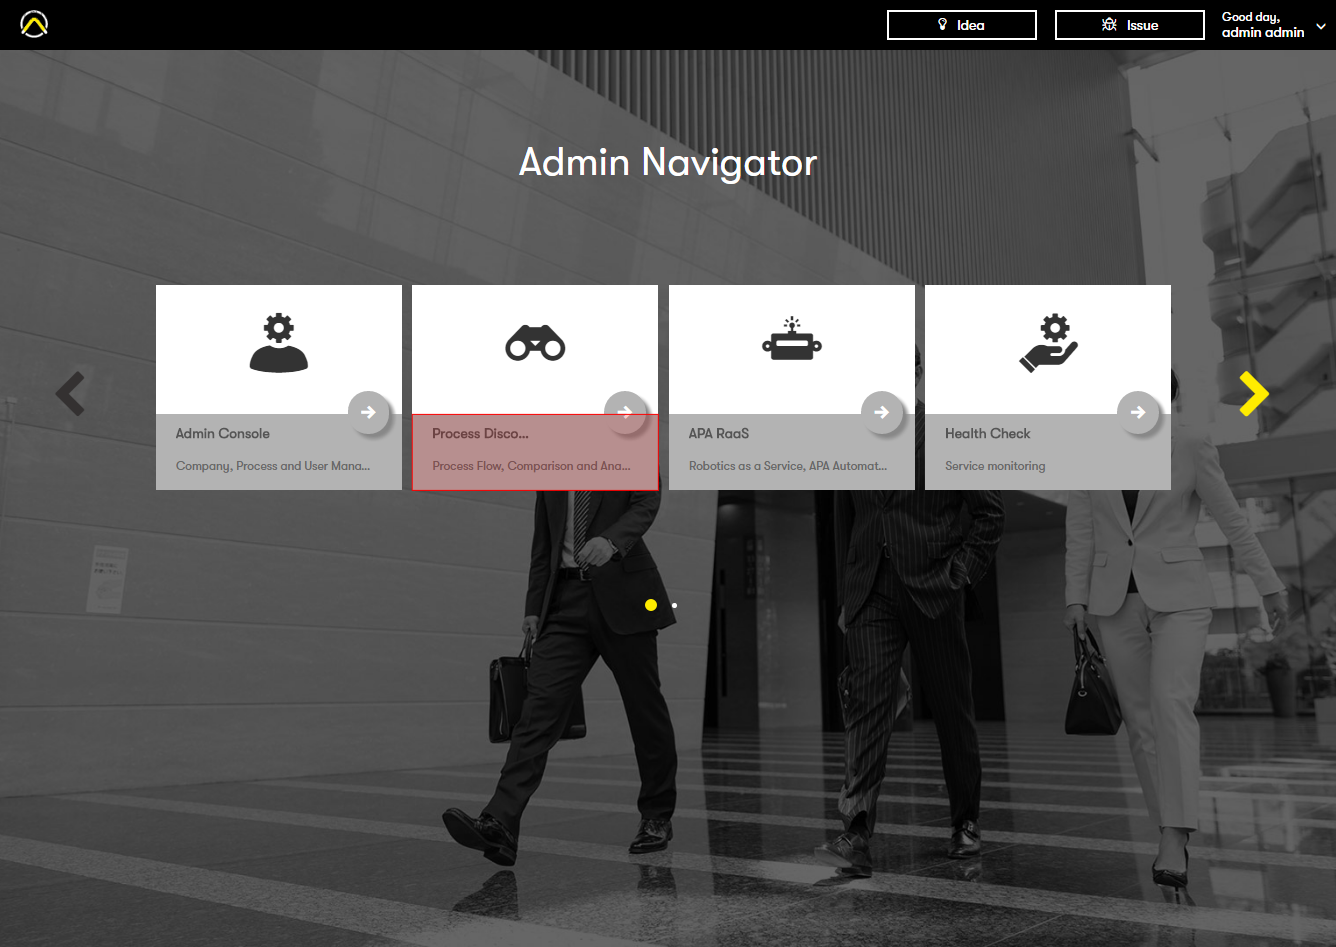 Idea
Issue
Good day,
admin admin
Admin Navigator
Admin Console
Company, Process and User Mana...
Process Disco...
Process Flow, Comparison and Ana...
APA RaaS
Robotics as a Service, APA Automat...
Health Check
Service monitoring